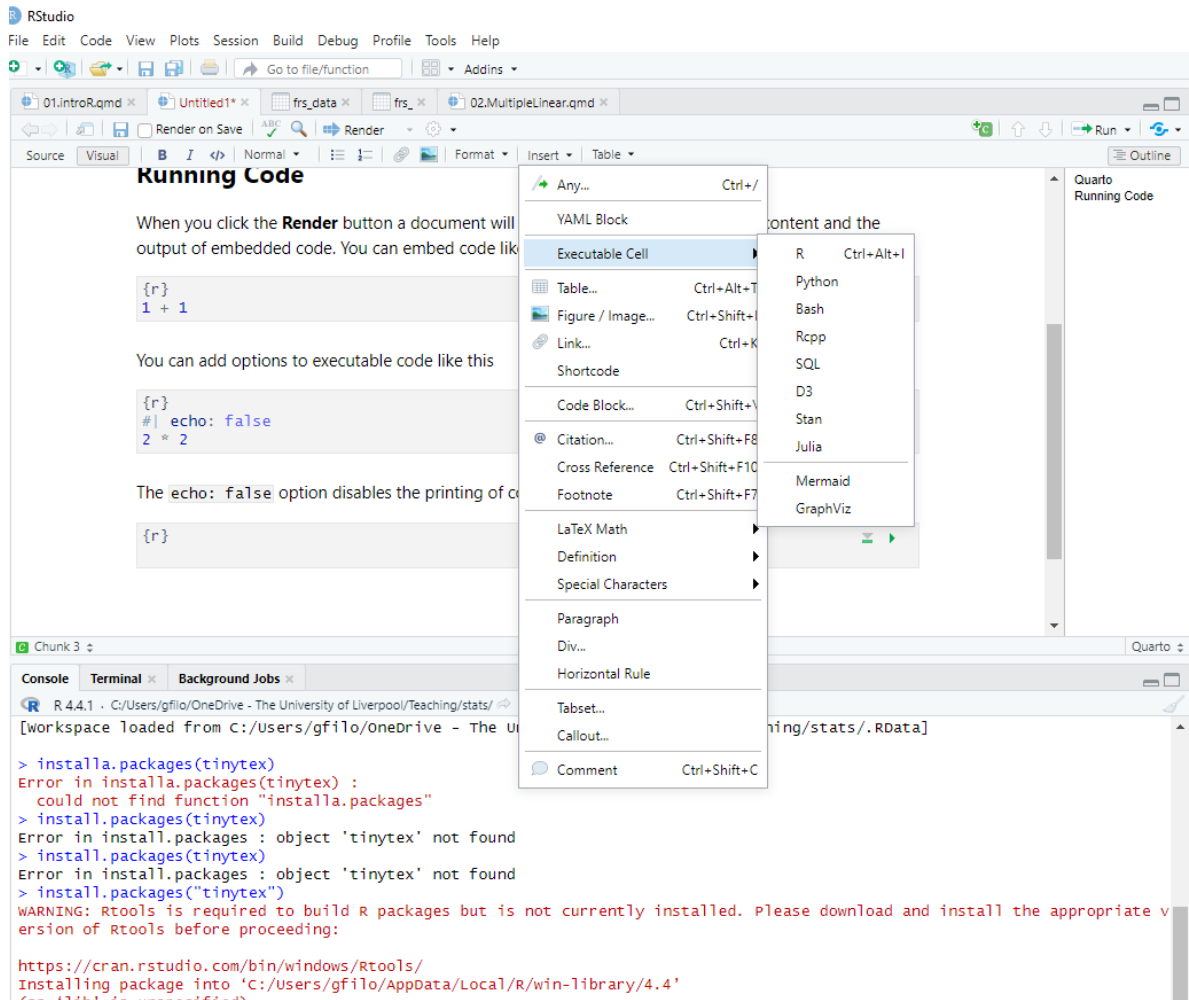 RStudio
File Edit Code View Plots Session Build Debug Profile Tools Help
Go to file/function Addins
01.introR.qmd Untitled1* frs_data frs_ 02.MultipleLinear.qmd
Render on Save ABC Render Run
Source Visual B I </> Normal Format Insert Table Outline
Running Code
When you click the Render button a document will
content and the
output of embedded code. You can embed code like
{r}
1 + 1
You can add options to executable code like this
{r}
#| echo: false
2 * 2
The echo: false option disables the printing of
{r}
Any... Ctrl+/
YAML Block
Executable Cell
Table... Ctrl+Alt+T
Figure / Image... Ctrl+Shift+I
Link... Ctrl+K
Shortcode
Code Block... Ctrl+Shift+\
@ Citation... Ctrl+Shift+F8
Cross Reference Ctrl+Shift+F10
Footnote Ctrl+Shift+F7
LaTeX Math
Definition
Special Characters
Paragraph
Div...
Horizontal Rule
Tabset...
Callout...
Comment Ctrl+Shift+C
R Ctrl+Alt+I
Python
Bash
Rcpp
SQL
D3
Stan
Julia
Mermaid
GraphViz
Quarto
Running Code
Chunk 3 Quarto
Console Terminal Background Jobs
R 4.4.1 · C:/Users/gfilo/OneDrive - The University of Liverpool/Teaching/stats/
[Workspace loaded from C:/Users/gfilo/OneDrive - The
hing/stats/.RData]
> installa.packages(tinytex)
Error in installa.packages(tinytex) :
could not find function "installa.packages"
> install.packages(tinytex)
Error in install.packages : object 'tinytex' not found
> install.packages(tinytex)
Error in install.packages : object 'tinytex' not found
> install.packages("tinytex")
WARNING: Rtools is required to build R packages but is not currently installed. Please download and install the appropriate v
ersion of Rtools before proceeding:
https://cran.rstudio.com/bin/windows/Rtools/
Installing package into ‘C:/Users/gfilo/AppData/Local/R/win-library/4.4’